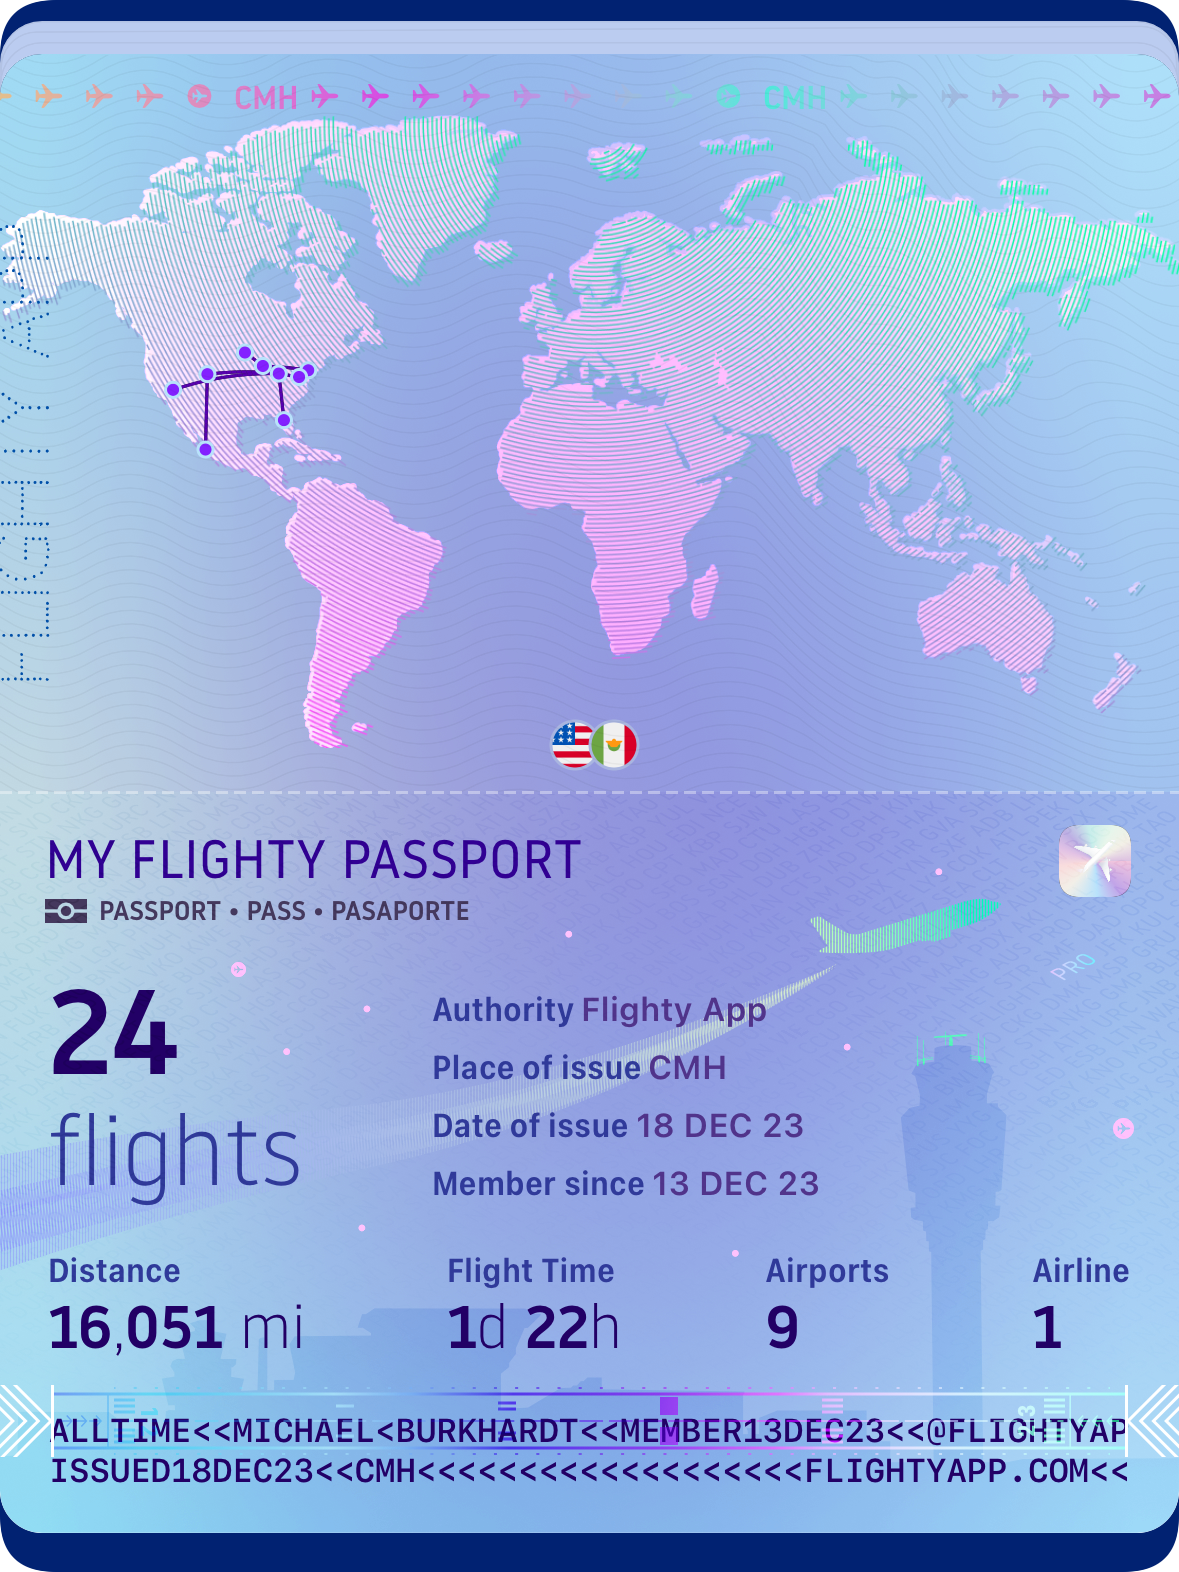 CMH CMH
FLIGHTY APP
MY FLIGHTY PASSPORT
PASSPORT • PASS • PASAPORTE
PRO
24
flights
Authority Flighty App
Place of issue CMH
Date of issue 18 DEC 23
Member since 13 DEC 23
Distance
16,051 mi
Flight Time
1d 22h
Airports
9
Airline
1
ALLTIME<<MICHAEL<BURKHARDT<<MEMBER13DEC23<<@FLIGHTYAP
ISSUED18DEC23<<CMH<<<<<<<<<<<<<<<<<<<FLIGHTYAPP.COM<<